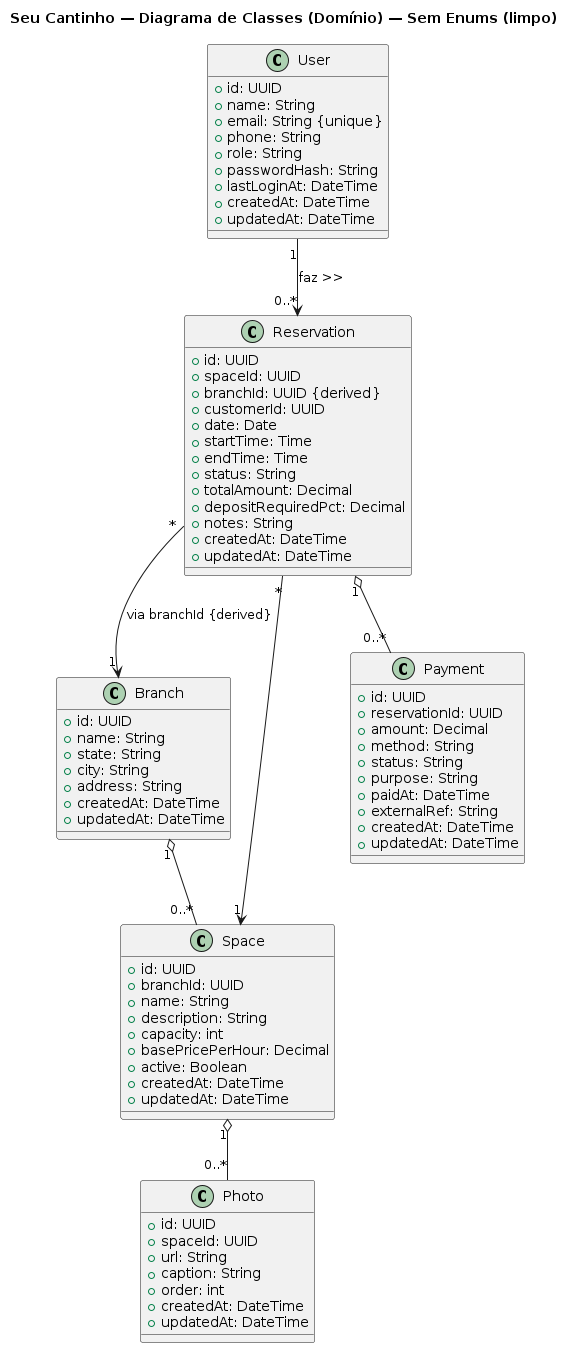 Seu Cantinho — Diagrama de Classes (Domínio) — Sem Enums (limpo)
C User
id: UUID
name: String
email: String {unique}
phone: String
role: String
passwordHash: String
lastLoginAt: DateTime
createdAt: DateTime
updatedAt: DateTime
1
faz >>
0..*
C Reservation
id: UUID
spaceId: UUID
branchId: UUID {derived}
customerId: UUID
date: Date
startTime: Time
endTime: Time
status: String
totalAmount: Decimal
depositRequiredPct: Decimal
notes: String
createdAt: DateTime
updatedAt: DateTime
*
via branchId {derived}
1
*
1
1
0..*
C Branch
id: UUID
name: String
state: String
city: String
address: String
createdAt: DateTime
updatedAt: DateTime
C Payment
id: UUID
reservationId: UUID
amount: Decimal
method: String
status: String
purpose: String
paidAt: DateTime
externalRef: String
createdAt: DateTime
updatedAt: DateTime
1
0..*
C Space
id: UUID
branchId: UUID
name: String
description: String
capacity: int
basePricePerHour: Decimal
active: Boolean
createdAt: DateTime
updatedAt: DateTime
1
0..*
C Photo
id: UUID
spaceId: UUID
url: String
caption: String
order: int
createdAt: DateTime
updatedAt: DateTime